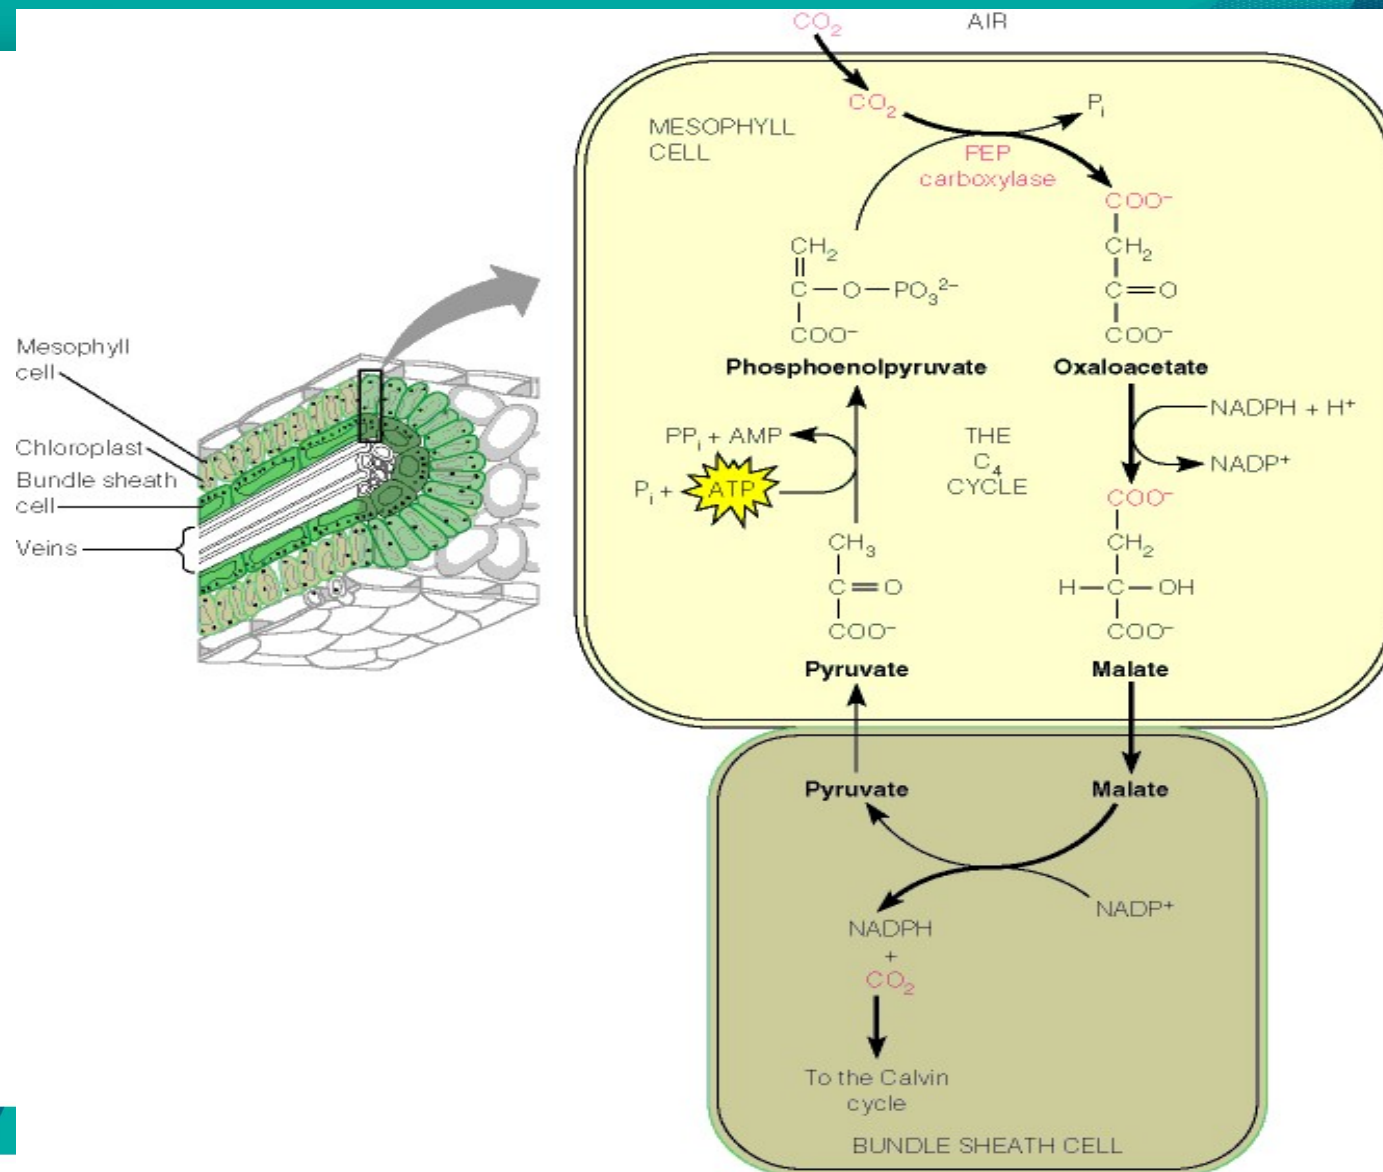 CO₂ AIR
CO₂
Pᵢ
MESOPHYLL
CELL
PEP
carboxylase
COO⁻
CH₂
C=O
COO⁻
CH₂
C—O—PO₃²⁻
COO⁻
Phosphoenolpyruvate
Oxaloacetate
NADPH + H⁺
NADP⁺
PPᵢ + AMP
Pᵢ + ATP
THE
C₄
CYCLE
CH₃
C=O
COO⁻
Pyruvate
COO⁻
CH₂
H—C—OH
COO⁻
Malate
Mesophyll
cell
Chloroplast
Bundle sheath
cell
Veins
Pyruvate
Malate
NADP⁺
NADPH
+
CO₂
To the Calvin
cycle
BUNDLE SHEATH CELL